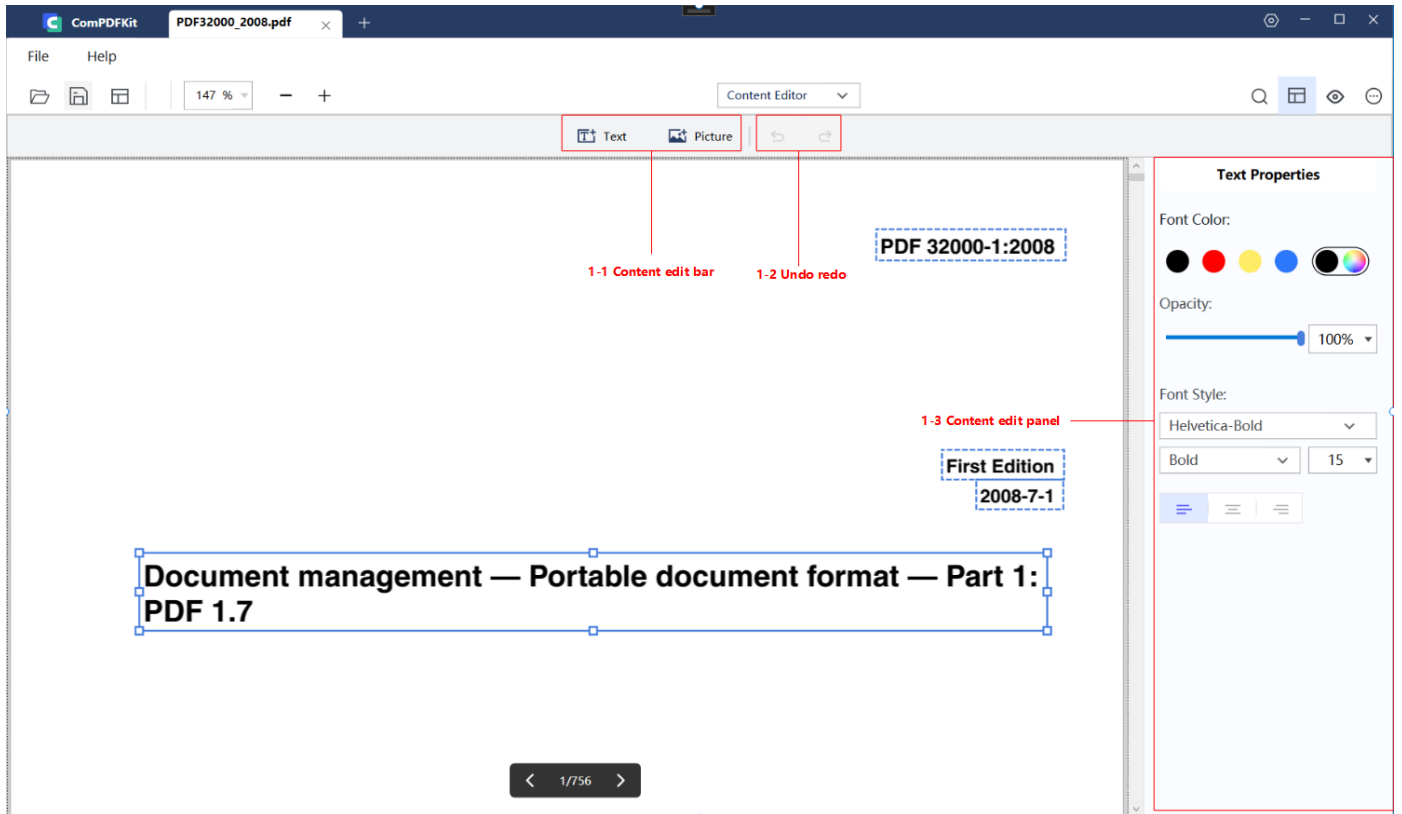 ComPDFKit PDF32000_2008.pdf
File Help
147 % Content Editor
Text Picture
Text Properties
Font Color:
PDF 32000-1:2008
1-1 Content edit bar 1-2 Undo redo
Opacity:
100%
Font Style:
1-3 Content edit panel
Helvetica-Bold
Bold 15
First Edition
2008-7-1
Document management — Portable document format — Part 1:
PDF 1.7
1/756